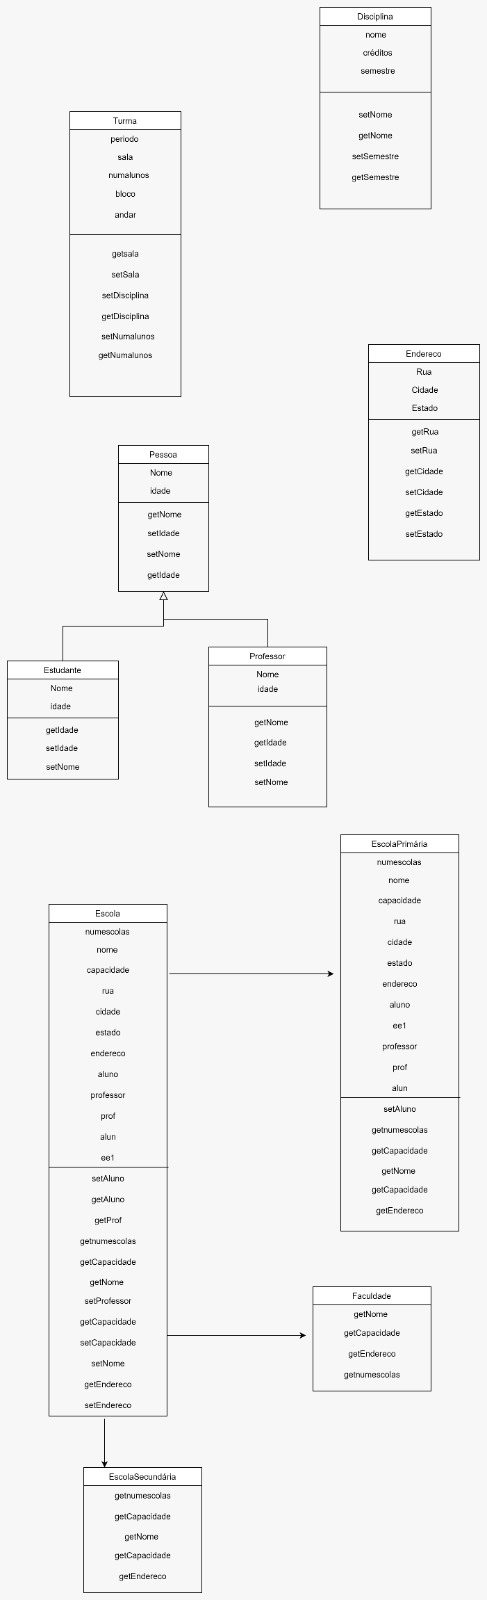 Disciplina
nome
créditos
semestre
setNome
getNome
setSemestre
getSemestre
Turma
periodo
sala
numalunos
bloco
andar
getsala
setSala
setDisciplina
getDisciplina
setNumalunos
getNumalunos
Endereco
Rua
Cidade
Estado
getRua
setRua
getCidade
setCidade
getEstado
setEstado
Pessoa
Nome
idade
getNome
setIdade
setNome
getIdade
Estudante
Nome
idade
getIdade
setIdade
setNome
Professor
Nome
idade
getNome
getIdade
setIdade
setNome
EscolaPrimária
numescolas
nome
capacidade
rua
cidade
estado
endereco
aluno
ee1
professor
prof
alun
setAluno
getnumescolas
getCapacidade
getNome
getCapacidade
getEndereco
Escola
numescolas
nome
capacidade
rua
cidade
estado
endereco
aluno
professor
prof
alun
ee1
setAluno
getAluno
getProf
getnumescolas
getCapacidade
getNome
setProfessor
getCapacidade
setCapacidade
setNome
getEndereco
setEndereco
Faculdade
getNome
getCapacidade
getEndereco
getnumescolas
EscolaSecundária
getnumescolas
getCapacidade
getNome
getCapacidade
getEndereco